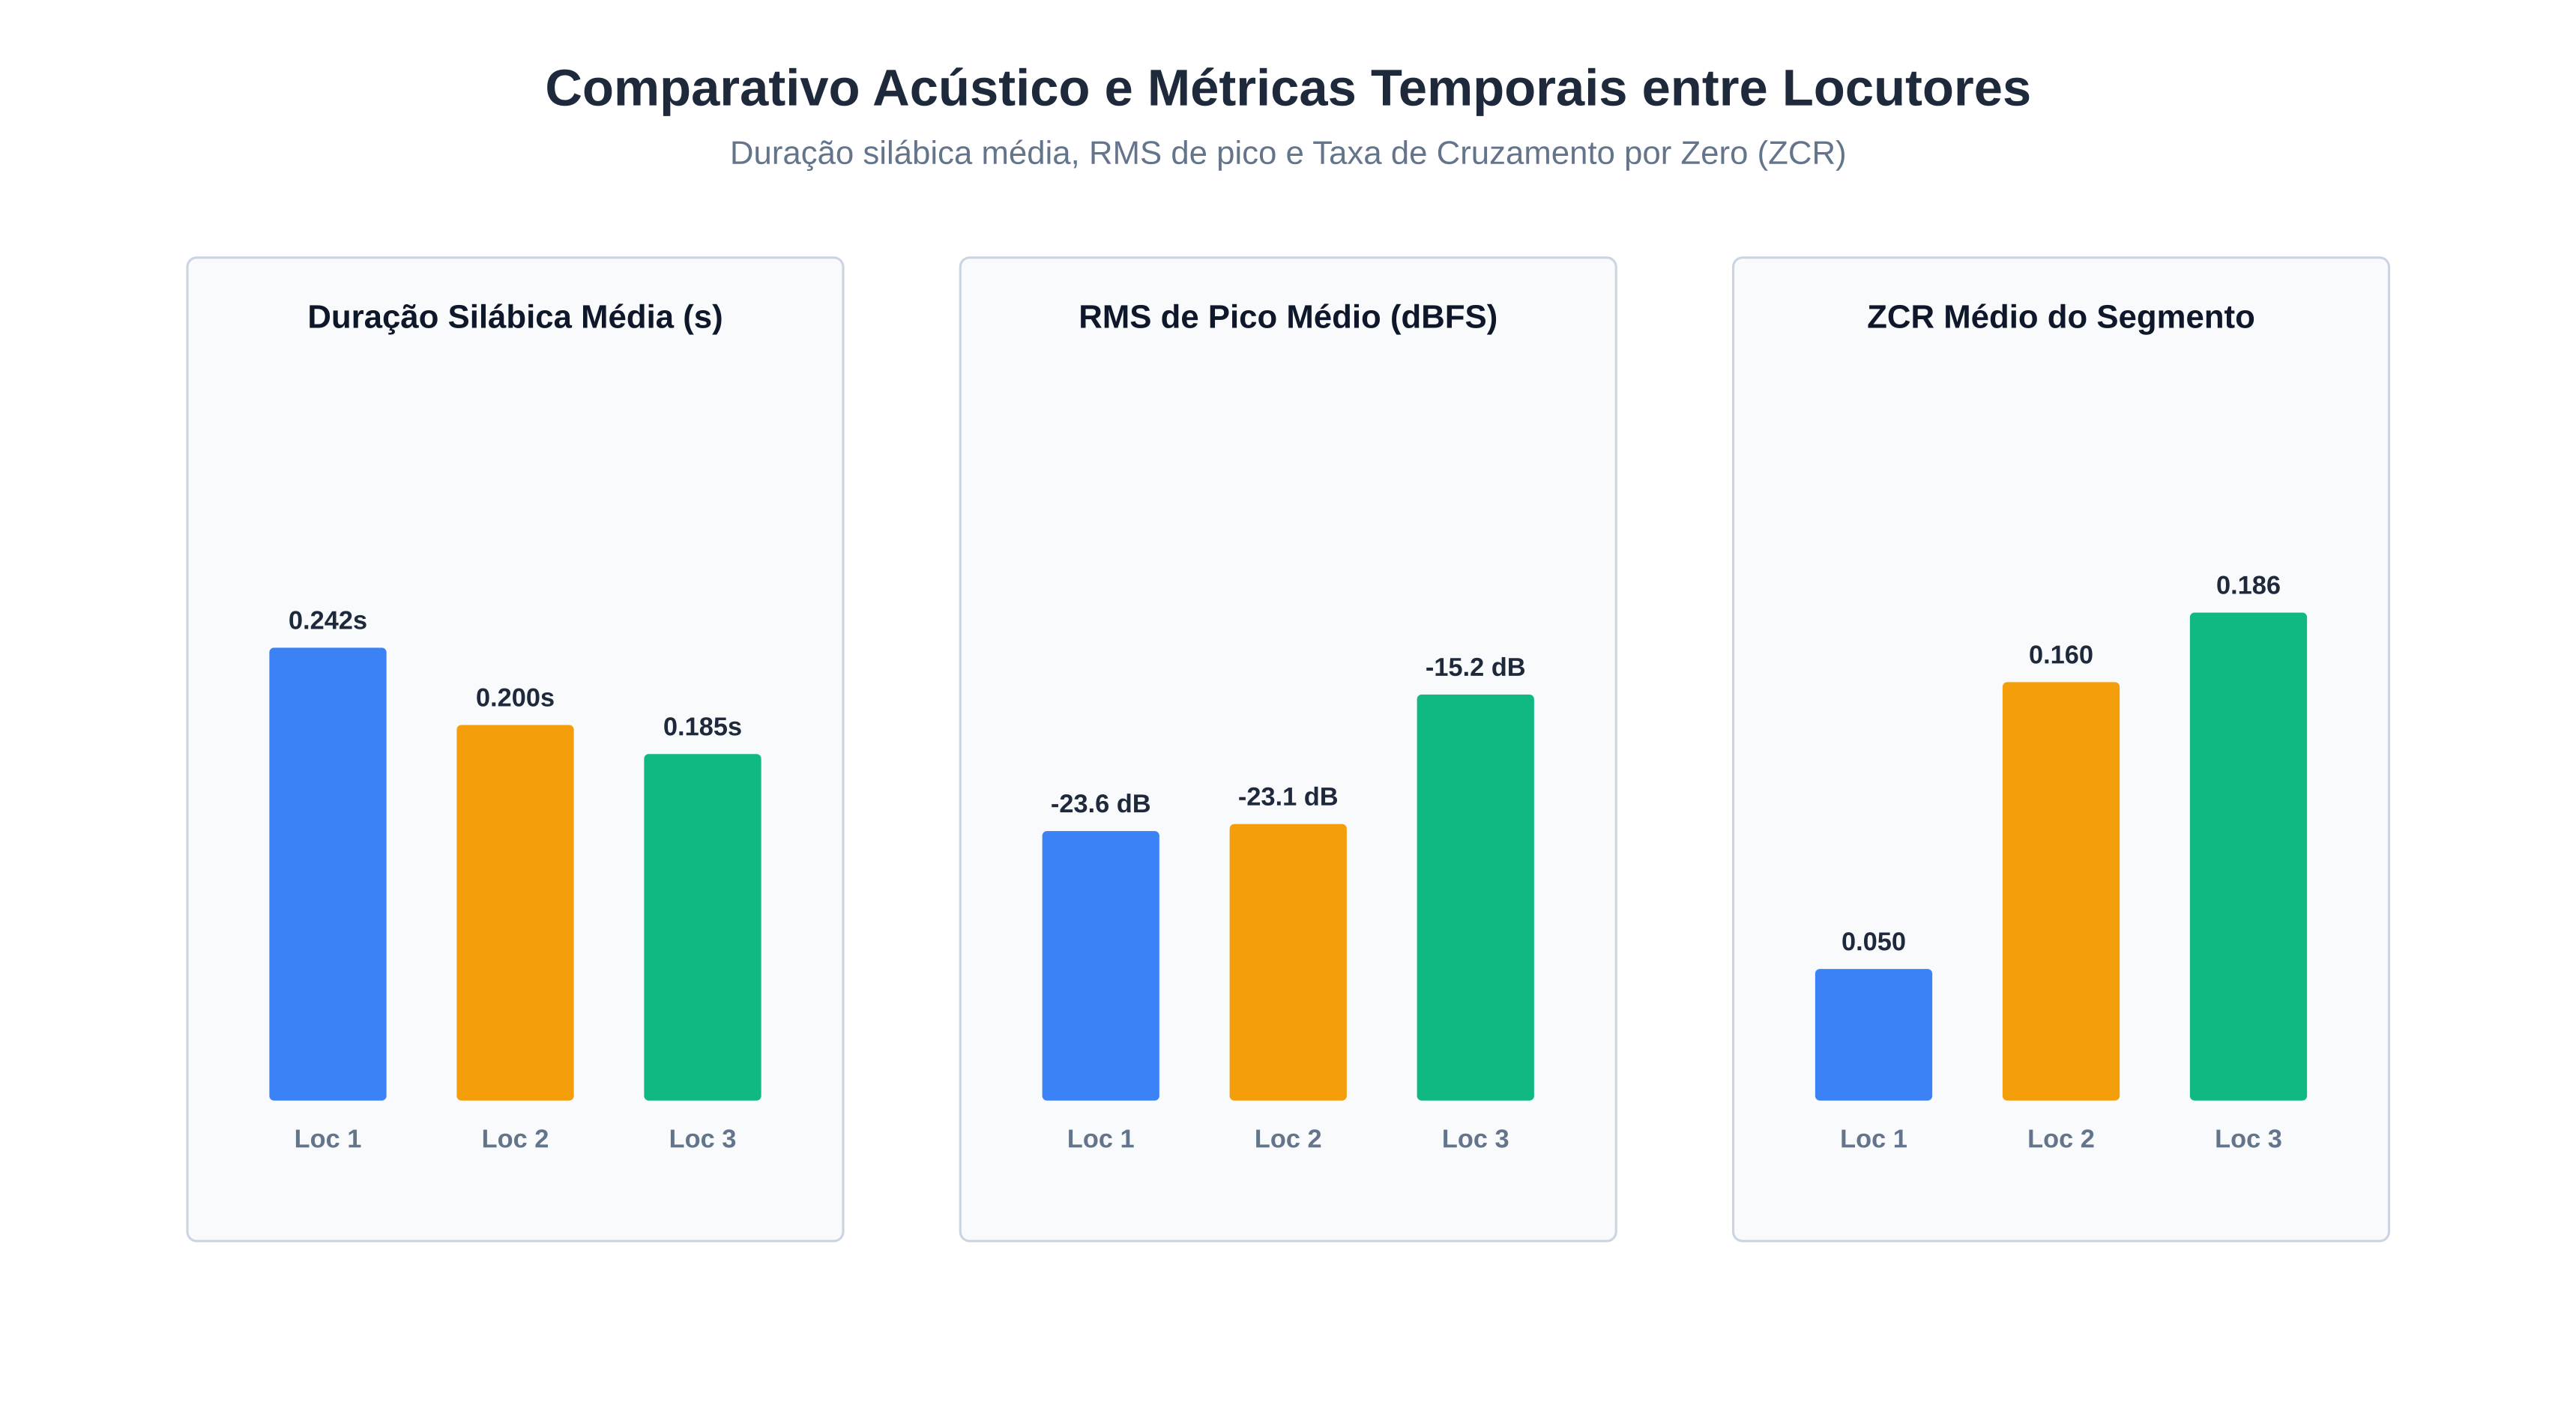 Comparativo Acústico e Métricas Temporais entre Locutores
Duração silábica média, RMS de pico e Taxa de Cruzamento por Zero (ZCR)
Duração Silábica Média (s)
0.242s
0.200s
0.185s
Loc 1
Loc 2
Loc 3
RMS de Pico Médio (dBFS)
-23.6 dB
-23.1 dB
-15.2 dB
Loc 1
Loc 2
Loc 3
ZCR Médio do Segmento
0.050
0.160
0.186
Loc 1
Loc 2
Loc 3